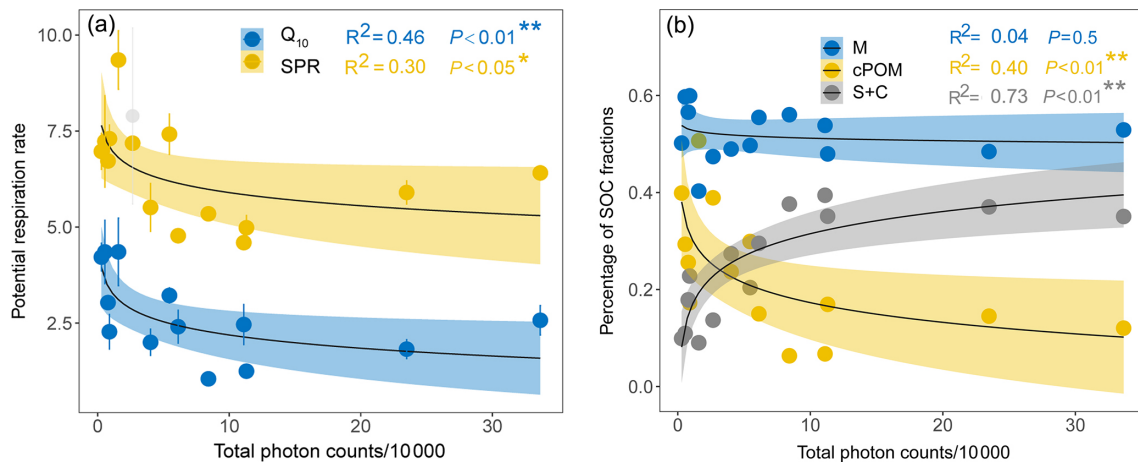 (a)
Q10 R2=0.46 P<0.01**
SPR R2=0.30 P<0.05*
10.0
7.5
5.0
2.5
Potential respiration rate
0 10 20 30
Total photon counts/10000
(b)
M R2= 0.04 P=0.5
cPOM R2= 0.40 P<0.01**
S+C R2= 0.73 P<0.01**
0.6
0.4
0.2
0.0
Percentage of SOC fractions
0 10 20 30
Total photon counts/10000